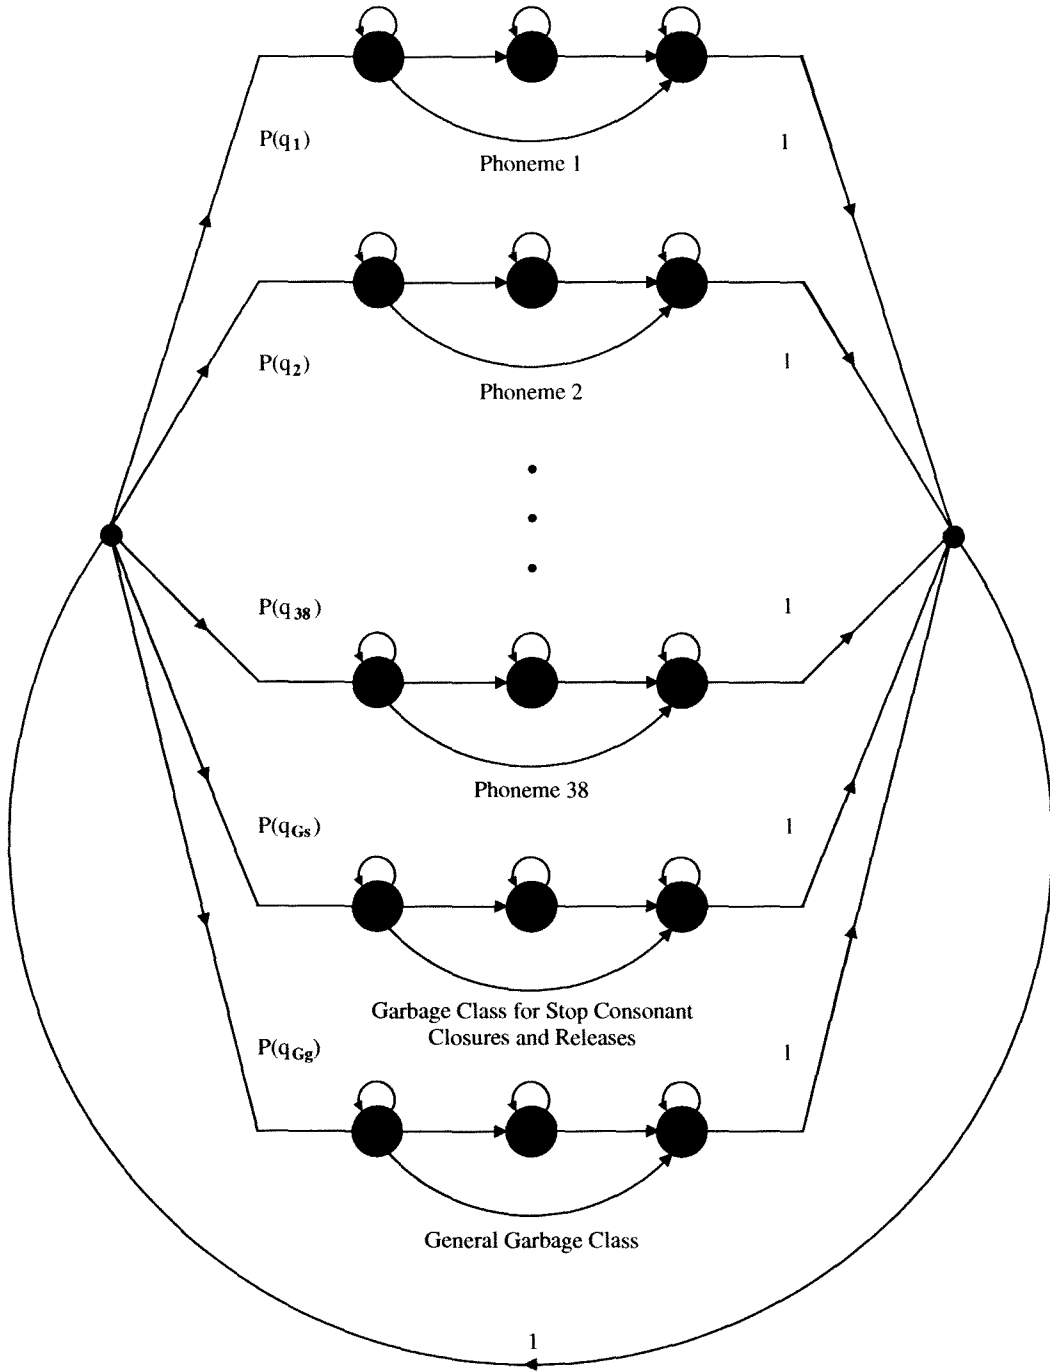 P(q1)
1
Phoneme 1
P(q2)
1
Phoneme 2
P(q38)
1
Phoneme 38
P(qGs)
1
Garbage Class for Stop Consonant
Closures and Releases
P(qGg)
1
General Garbage Class
1